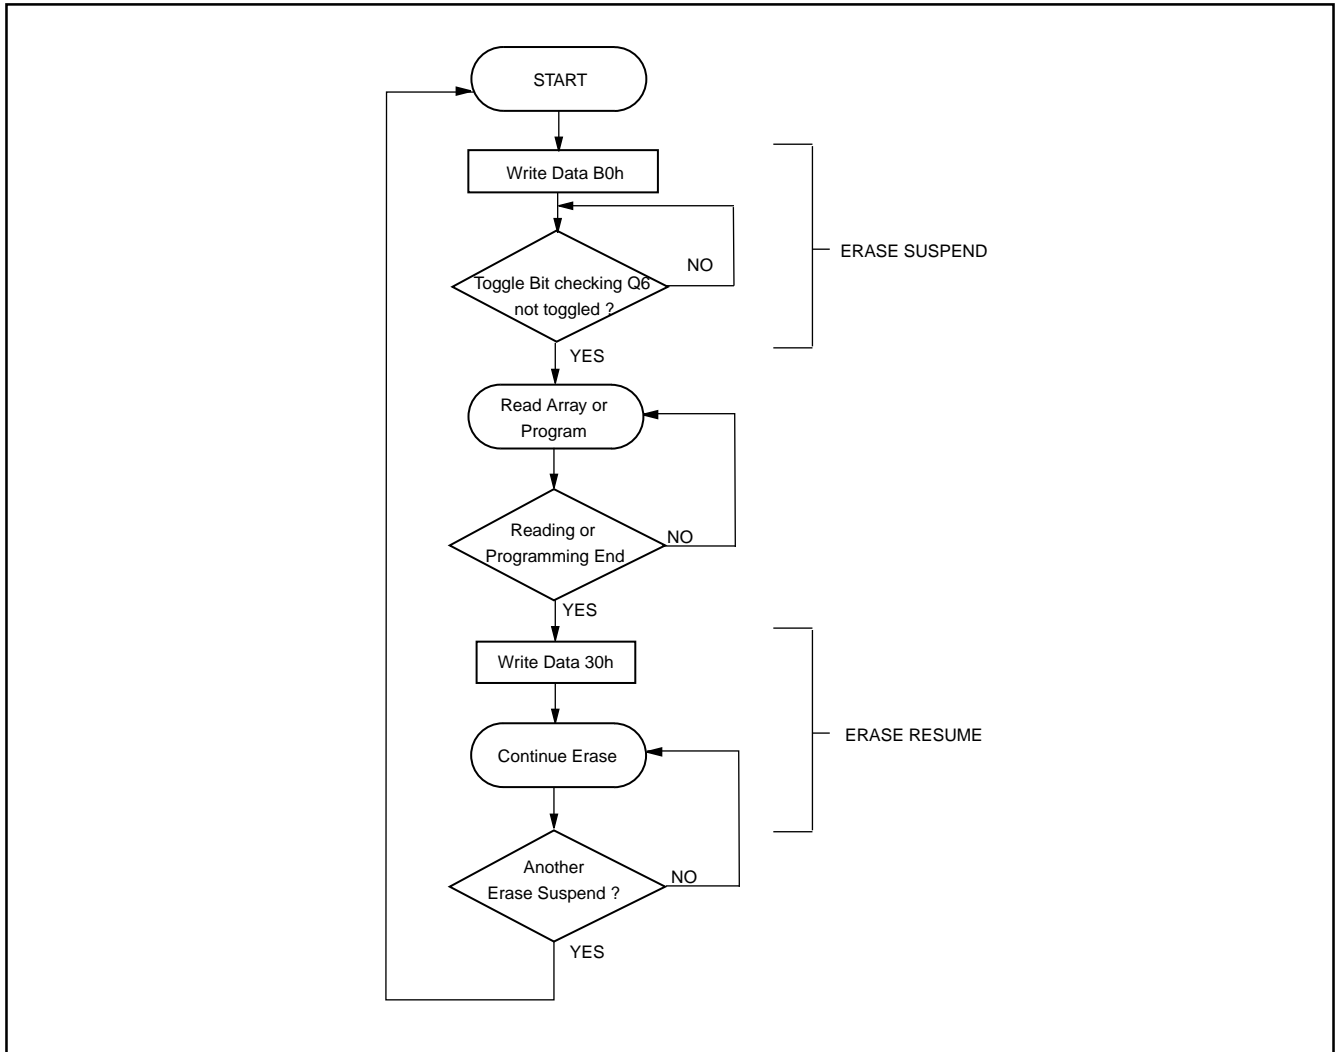 START
Write Data B0h
ERASE SUSPEND
NO
Toggle Bit checking Q6
not toggled ?
YES
Read Array or
Program
Reading or
NO
Programming End
YES
Write Data 30h
ERASE RESUME
Continue Erase
Another
NO
Erase Suspend ?
YES